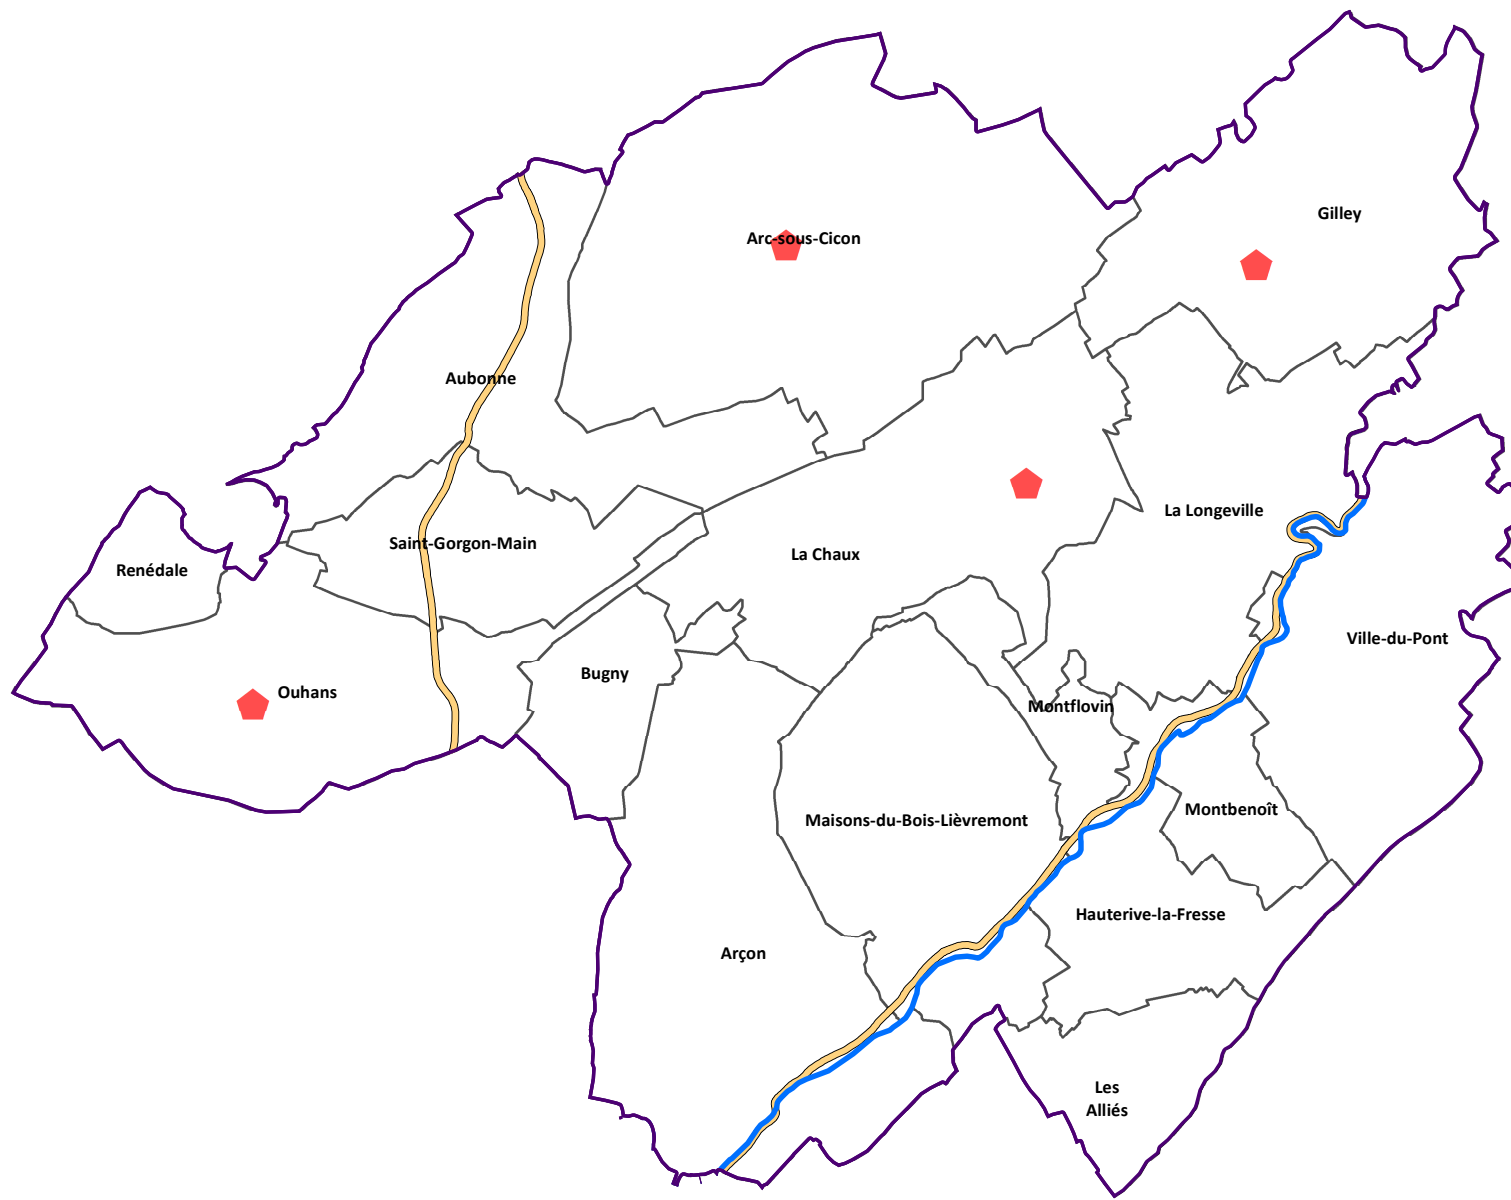 Gilley
Arc-sous-Cicon
Aubonne
La Longeville
Saint-Gorgon-Main
La Chaux
Renédale
Ville-du-Pont
Bugny
Ouhans
Montflovin
Montbenoît
Maisons-du-Bois-Lièvremont
Hauterive-la-Fresse
Arçon
Les
Alliés